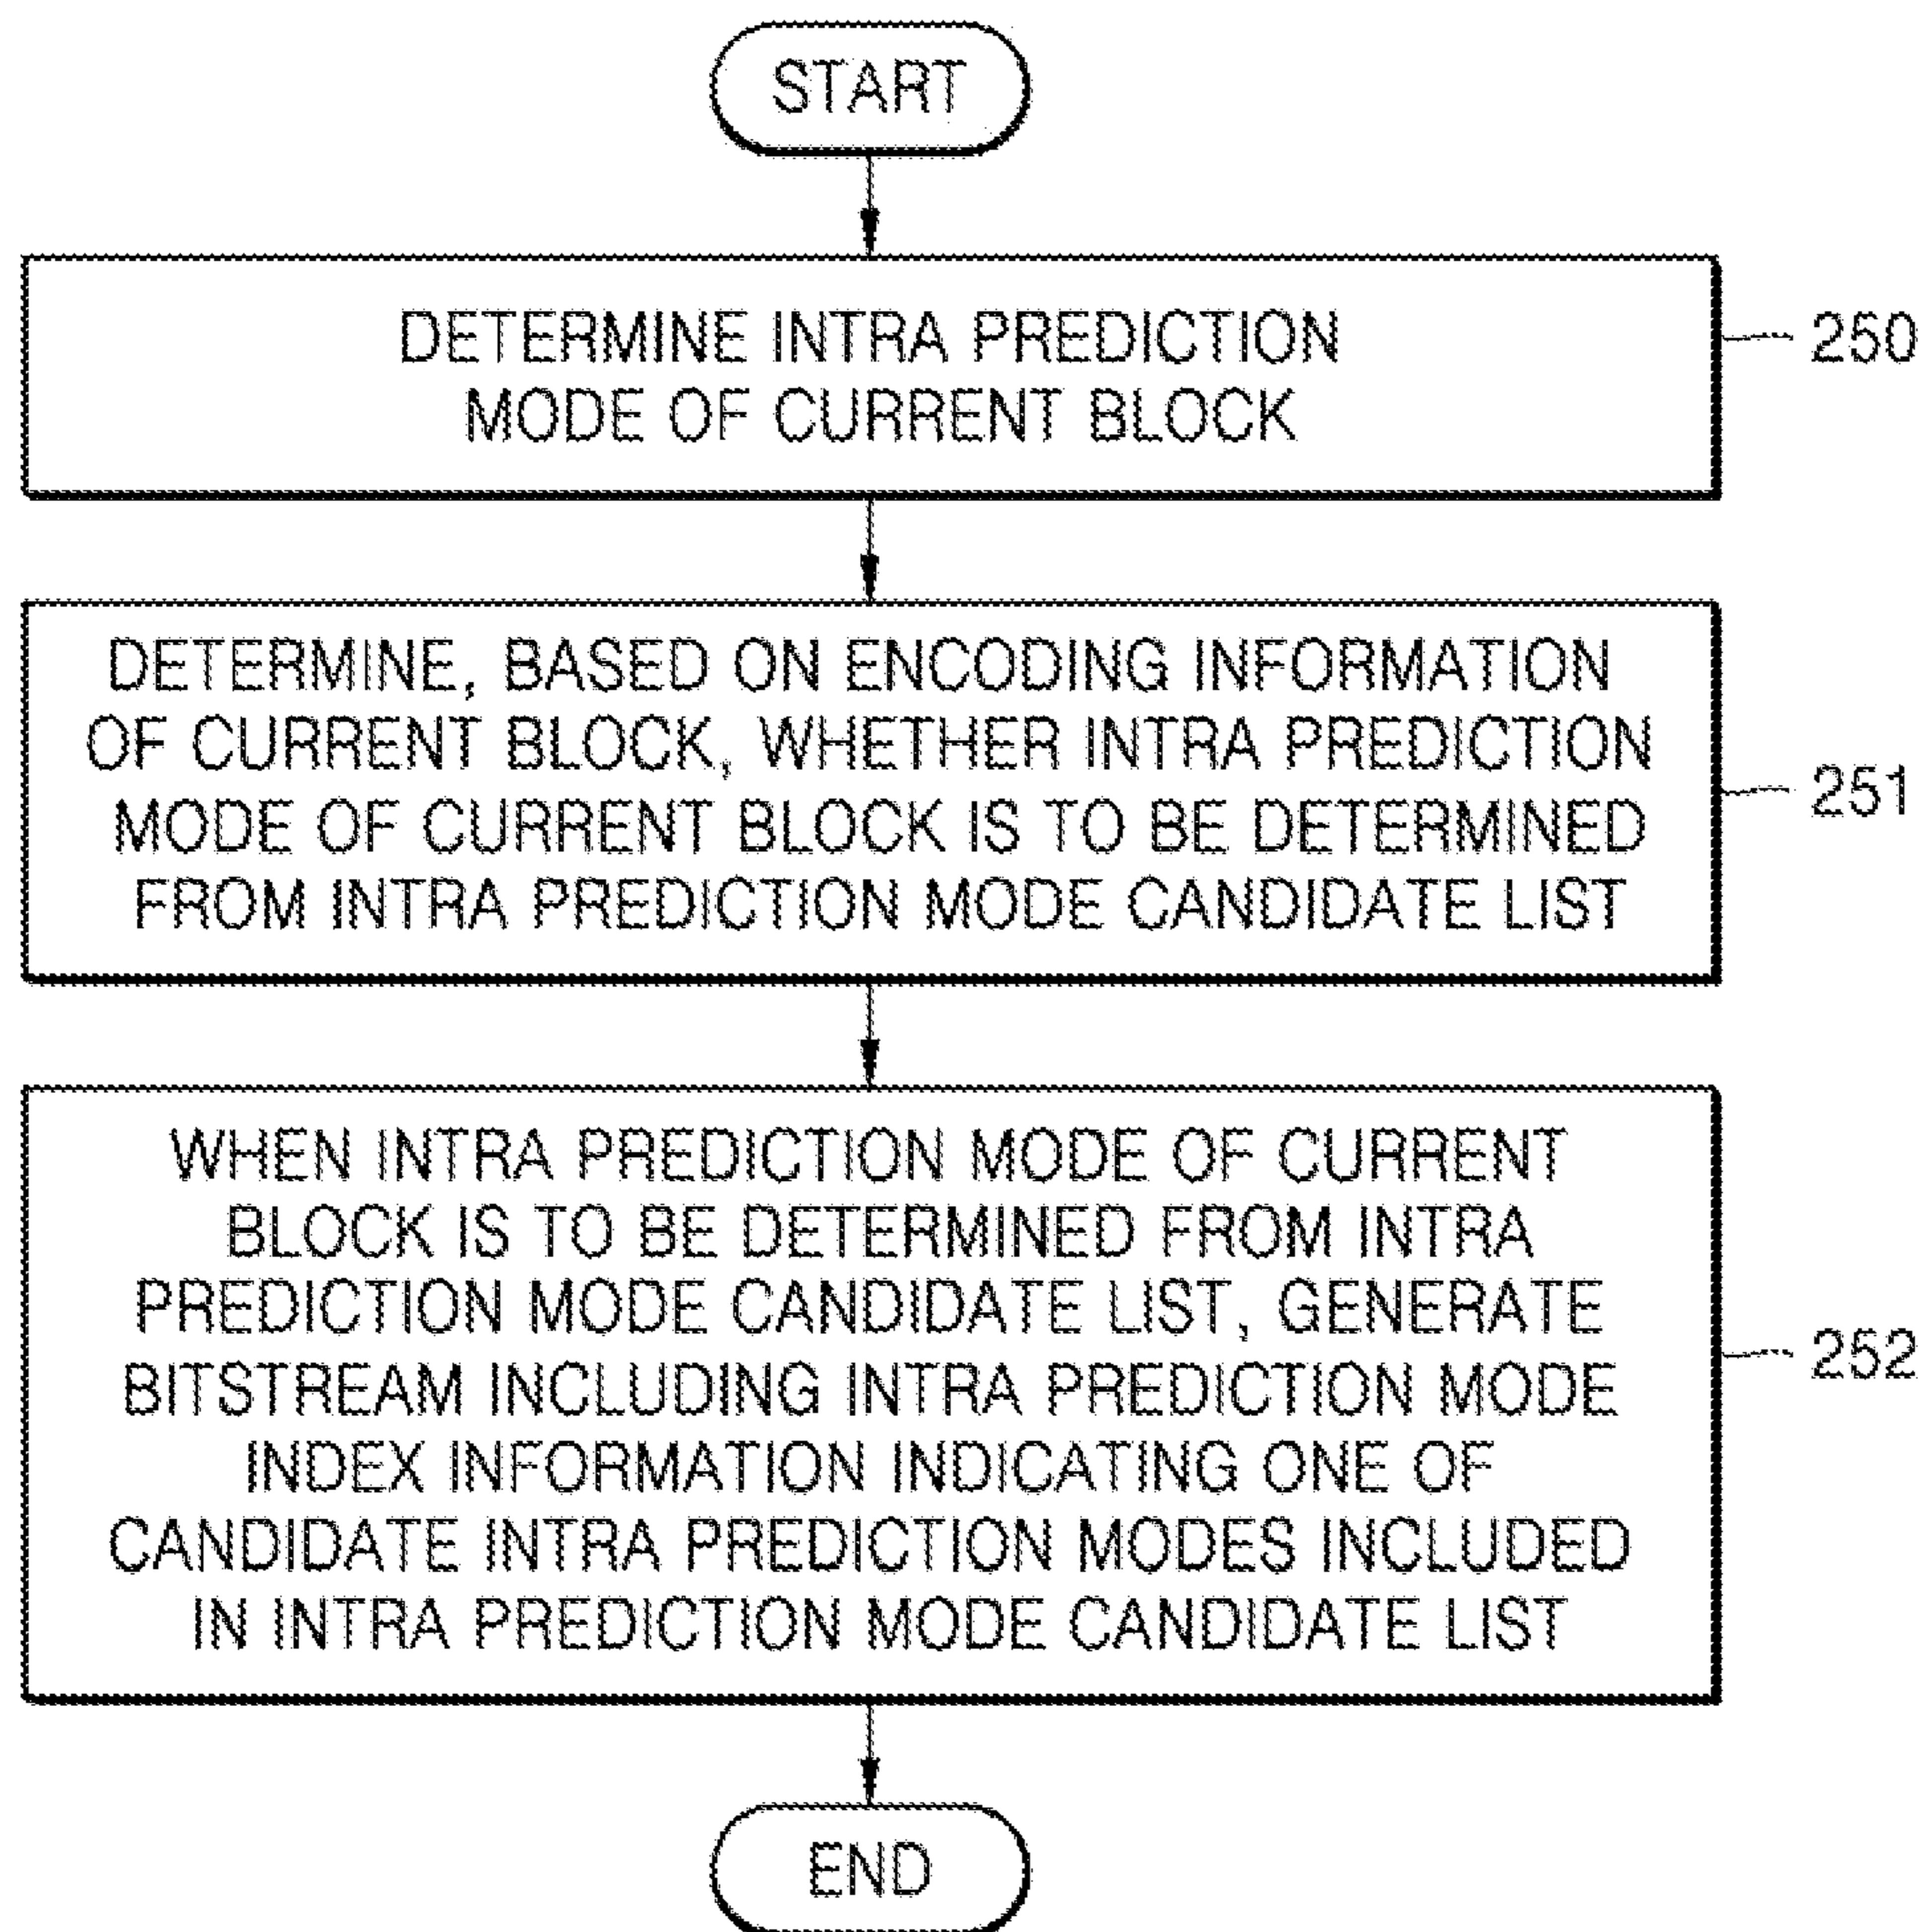 START
DETERMINE INTRA PREDICTION
MODE OF CURRENT BLOCK
250
DETERMINE, BASED ON ENCODING INFORMATION
OF CURRENT BLOCK, WHETHER INTRA PREDICTION
MODE OF CURRENT BLOCK IS TO BE DETERMINED
FROM INTRA PREDICTION MODE CANDIDATE LIST
251
WHEN INTRA PREDICTION MODE OF CURRENT
BLOCK IS TO BE DETERMINED FROM INTRA
PREDICTION MODE CANDIDATE LIST, GENERATE
BITSTREAM INCLUDING INTRA PREDICTION MODE
INDEX INFORMATION INDICATING ONE OF
CANDIDATE INTRA PREDICTION MODES INCLUDED
IN INTRA PREDICTION MODE CANDIDATE LIST
252
END